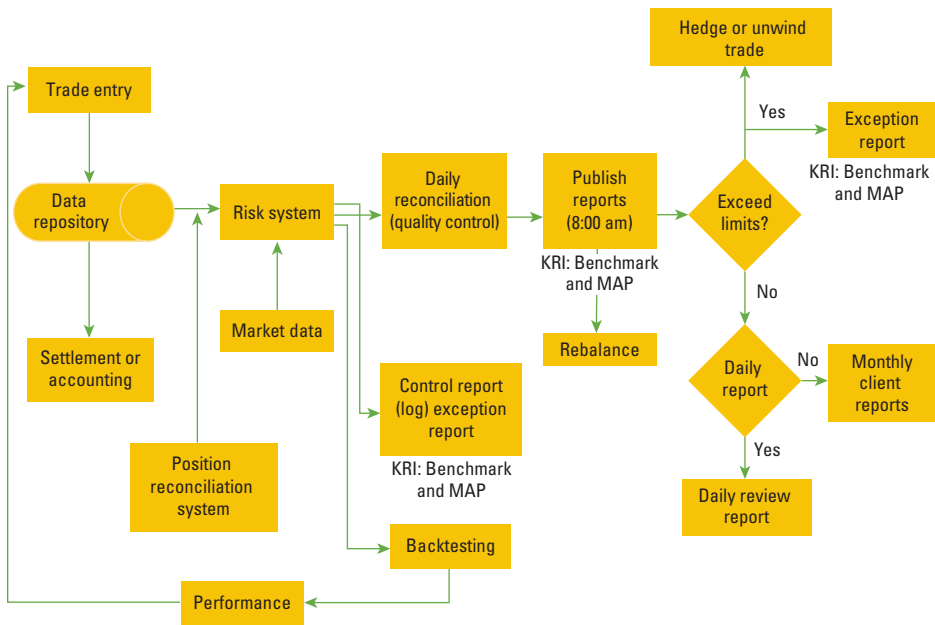 Trade entry
Data
repository
Settlement or
accounting
Position
reconciliation
system
Risk system
Market data
Daily
reconciliation
(quality control)
Control report
(log) exception
report
KRI: Benchmark
and MAP
Backtesting
Performance
Publish
reports
(8:00 am)
KRI: Benchmark
and MAP
Rebalance
Hedge or unwind
trade
Yes
Exception
report
KRI: Benchmark
and MAP
Exceed
limits?
No
Daily
report
No
Monthly
client
reports
Yes
Daily review
report